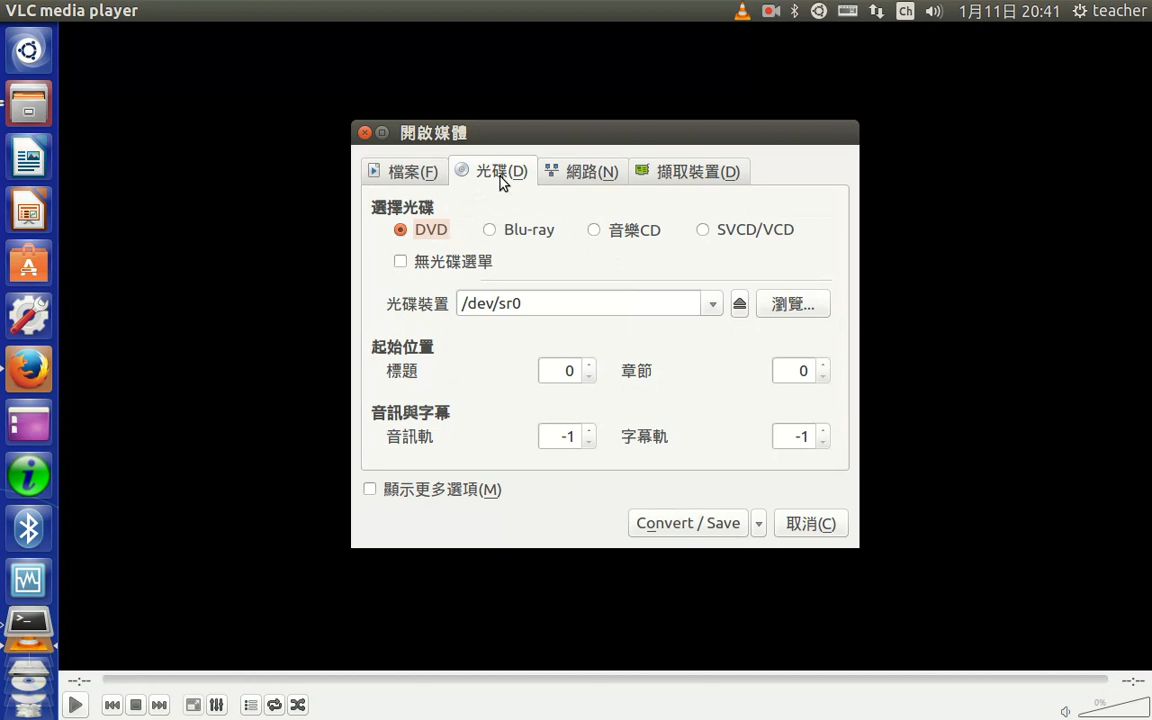 VLC media player
Ch
1月11日 20:41
teacher
開啟媒體
檔案(F)
光碟(D)
網路(N)
擷取裝置(D)
選擇光碟
DVD
Blu-ray
音樂CD
SVCD/VCD
無光碟選單
光碟裝置
/dev/sr0
瀏覽...
起始位置
標題
0
章節
0
音訊與字幕
音訊軌
-1
字幕軌
-1
顯示更多選項(M)
Convert / Save
取消(C)
--:--
--:--
0%